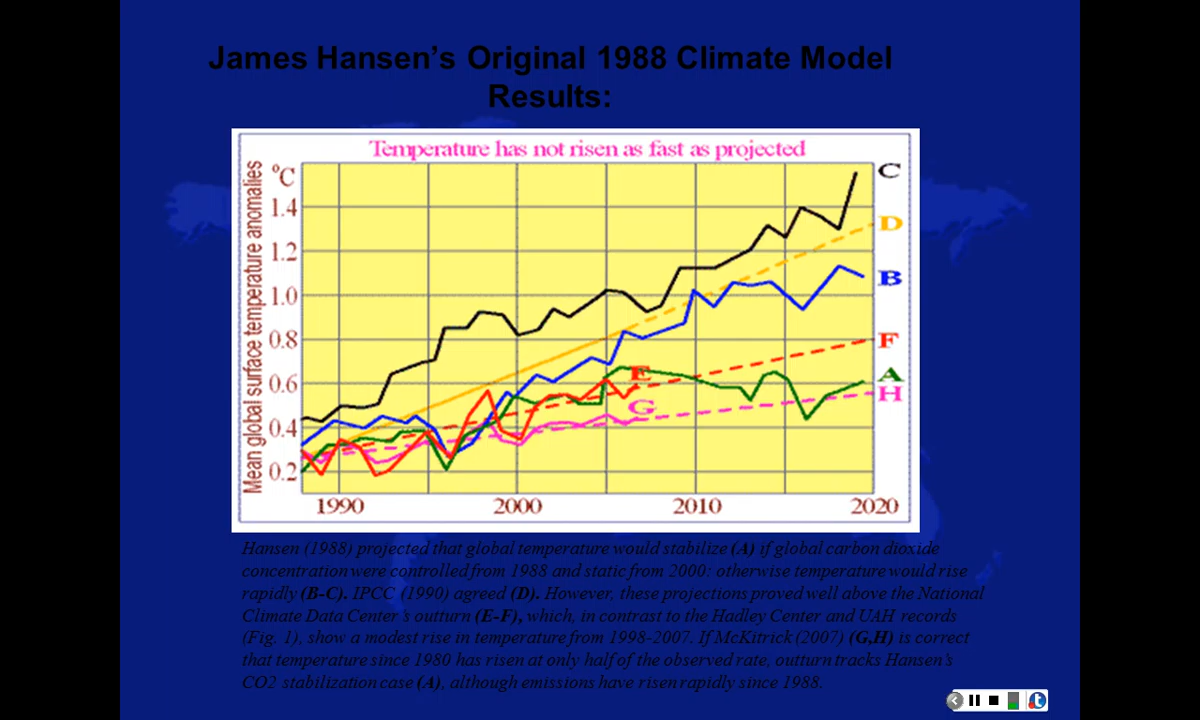 James Hansen's Original 1988 Climate Model
Results:
Temperature has not risen as fast as projected
Mean global surface temperature anomalies
°C
1.4
1.2
1.0
0.8
0.6
0.4
0.2
C
D
B
F
A
H
E
G
1990 2000 2010 2020
Hansen (1988) projected that global temperature would stabilize (A) if global carbon dioxide
concentration were controlled from 1988 and static from 2000: otherwise temperature would rise
rapidly (B-C). IPCC (1990) agreed (D). However, these projections proved well above the National
Climate Data Center's outturn (E-F), which, in contrast to the Hadley Center and UAH records
(Fig. 1), show a modest rise in temperature from 1998-2007. If McKitrick (2007) (G,H) is correct
that temperature since 1980 has risen at only half of the observed rate, outturn tracks Hansen's
CO2 stabilization case (A), although emissions have risen rapidly since 1988.